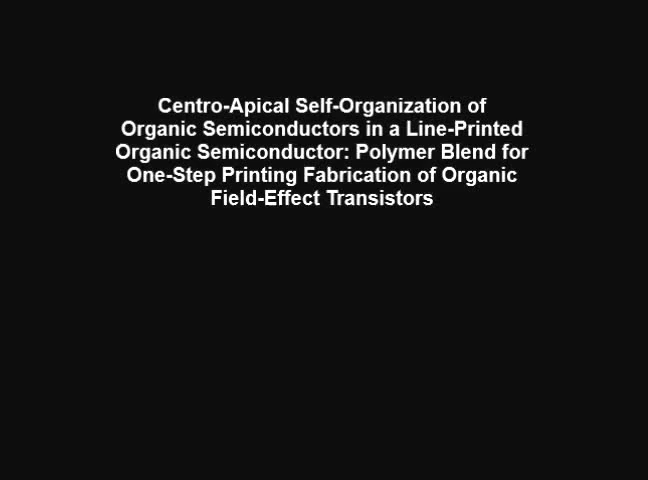 Centro-Apical Self-Organization of
Organic Semiconductors in a Line-Printed
Organic Semiconductor: Polymer Blend for
One-Step Printing Fabrication of Organic
Field-Effect Transistors